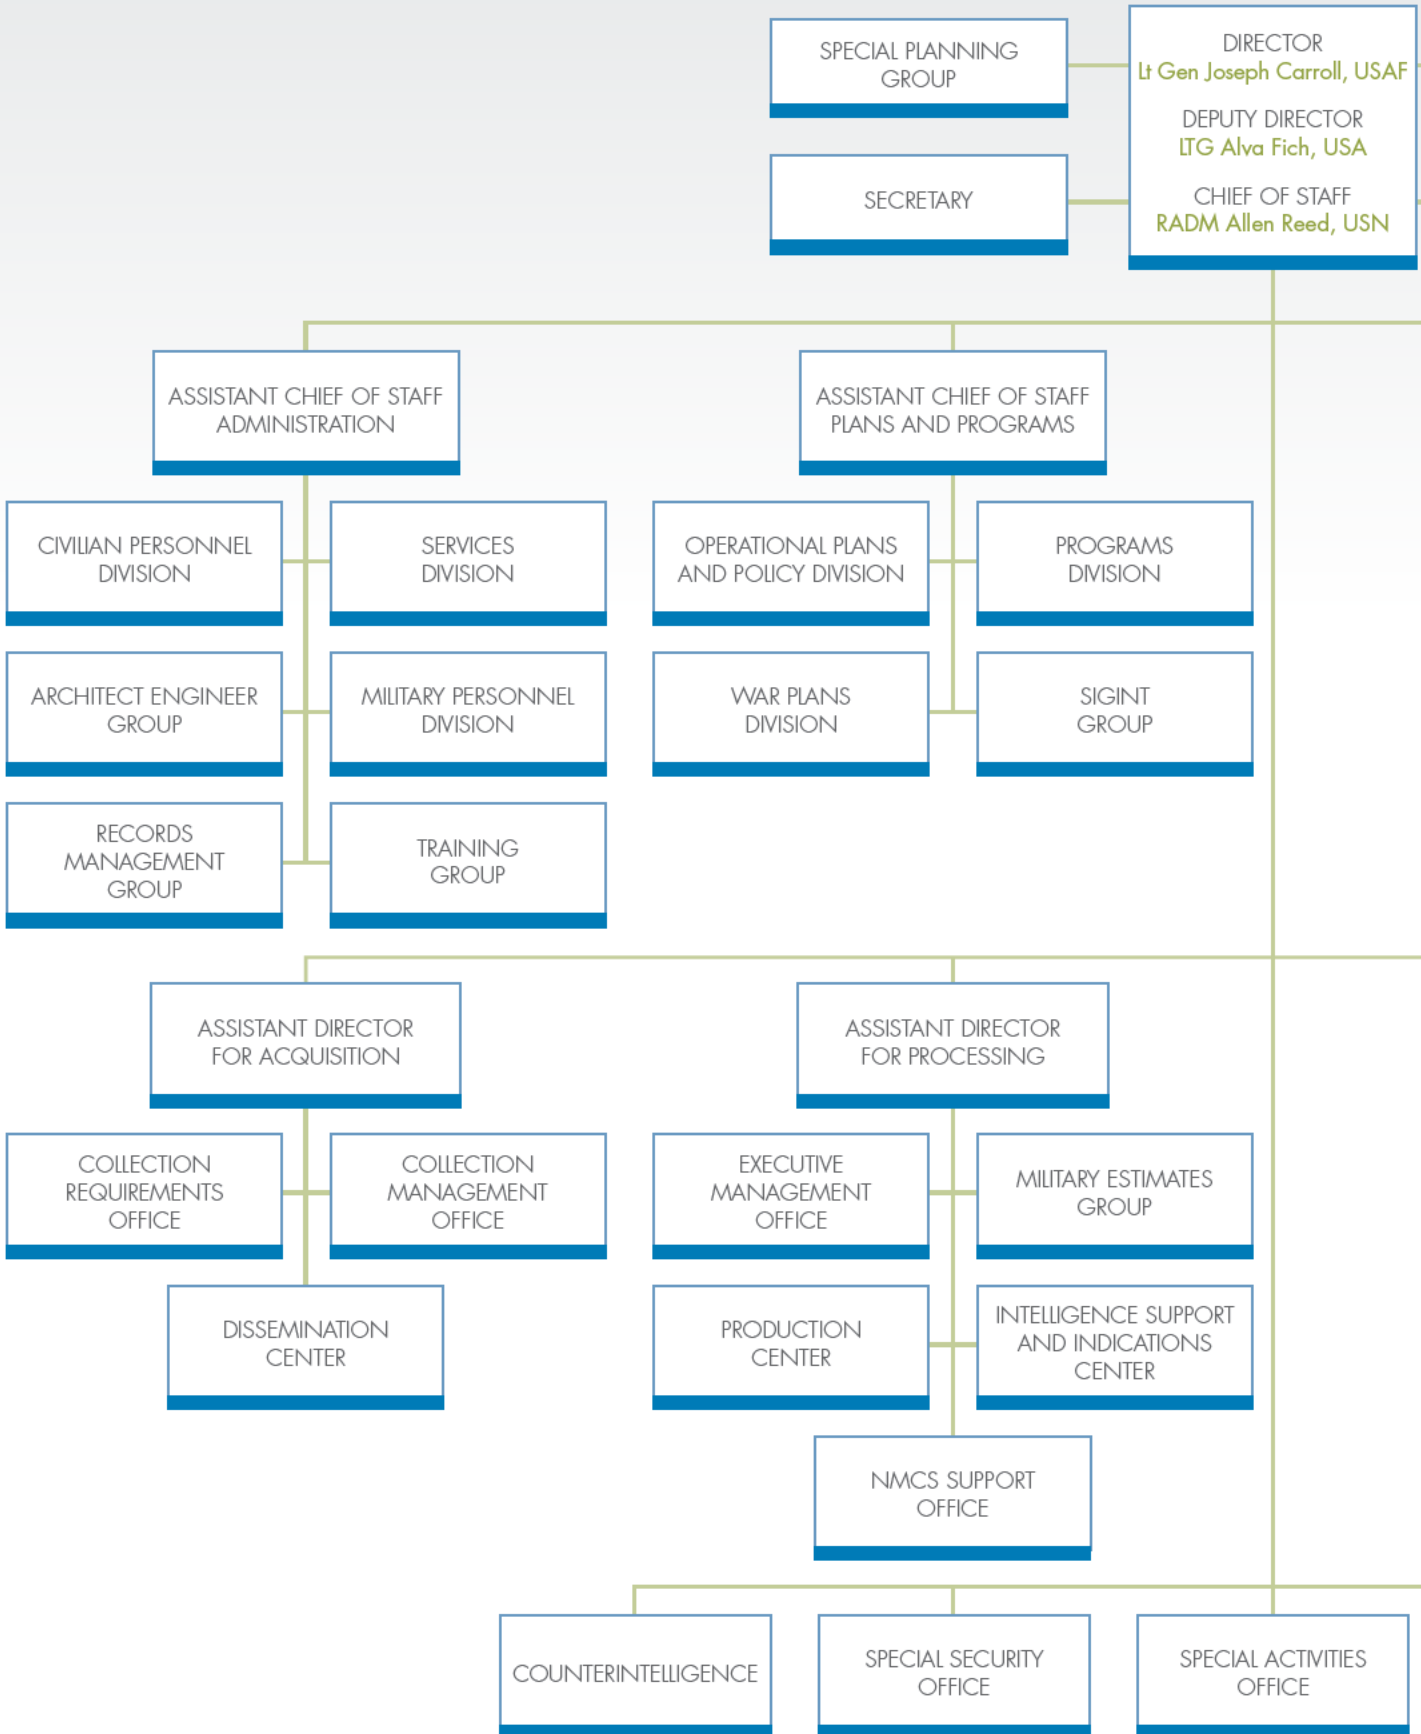 SPECIAL PLANNING
GROUP
DIRECTOR
Lt Gen Joseph Carroll, USAF
DEPUTY DIRECTOR
LTG Alva Fich, USA
CHIEF OF STAFF
RADM Allen Reed, USN
SECRETARY
ASSISTANT CHIEF OF STAFF
ADMINISTRATION
ASSISTANT CHIEF OF STAFF
PLANS AND PROGRAMS
CIVILIAN PERSONNEL
DIVISION
SERVICES
DIVISION
OPERATIONAL PLANS
AND POLICY DIVISION
PROGRAMS
DIVISION
ARCHITECT ENGINEER
GROUP
MILITARY PERSONNEL
DIVISION
WAR PLANS
DIVISION
SIGINT
GROUP
RECORDS
MANAGEMENT
GROUP
TRAINING
GROUP
ASSISTANT DIRECTOR
FOR ACQUISITION
ASSISTANT DIRECTOR
FOR PROCESSING
COLLECTION
REQUIREMENTS
OFFICE
COLLECTION
MANAGEMENT
OFFICE
EXECUTIVE
MANAGEMENT
OFFICE
MILITARY ESTIMATES
GROUP
DISSEMINATION
CENTER
PRODUCTION
CENTER
INTELLIGENCE SUPPORT
AND INDICATIONS
CENTER
NMCS SUPPORT
OFFICE
COUNTERINTELLIGENCE
SPECIAL SECURITY
OFFICE
SPECIAL ACTIVITIES
OFFICE